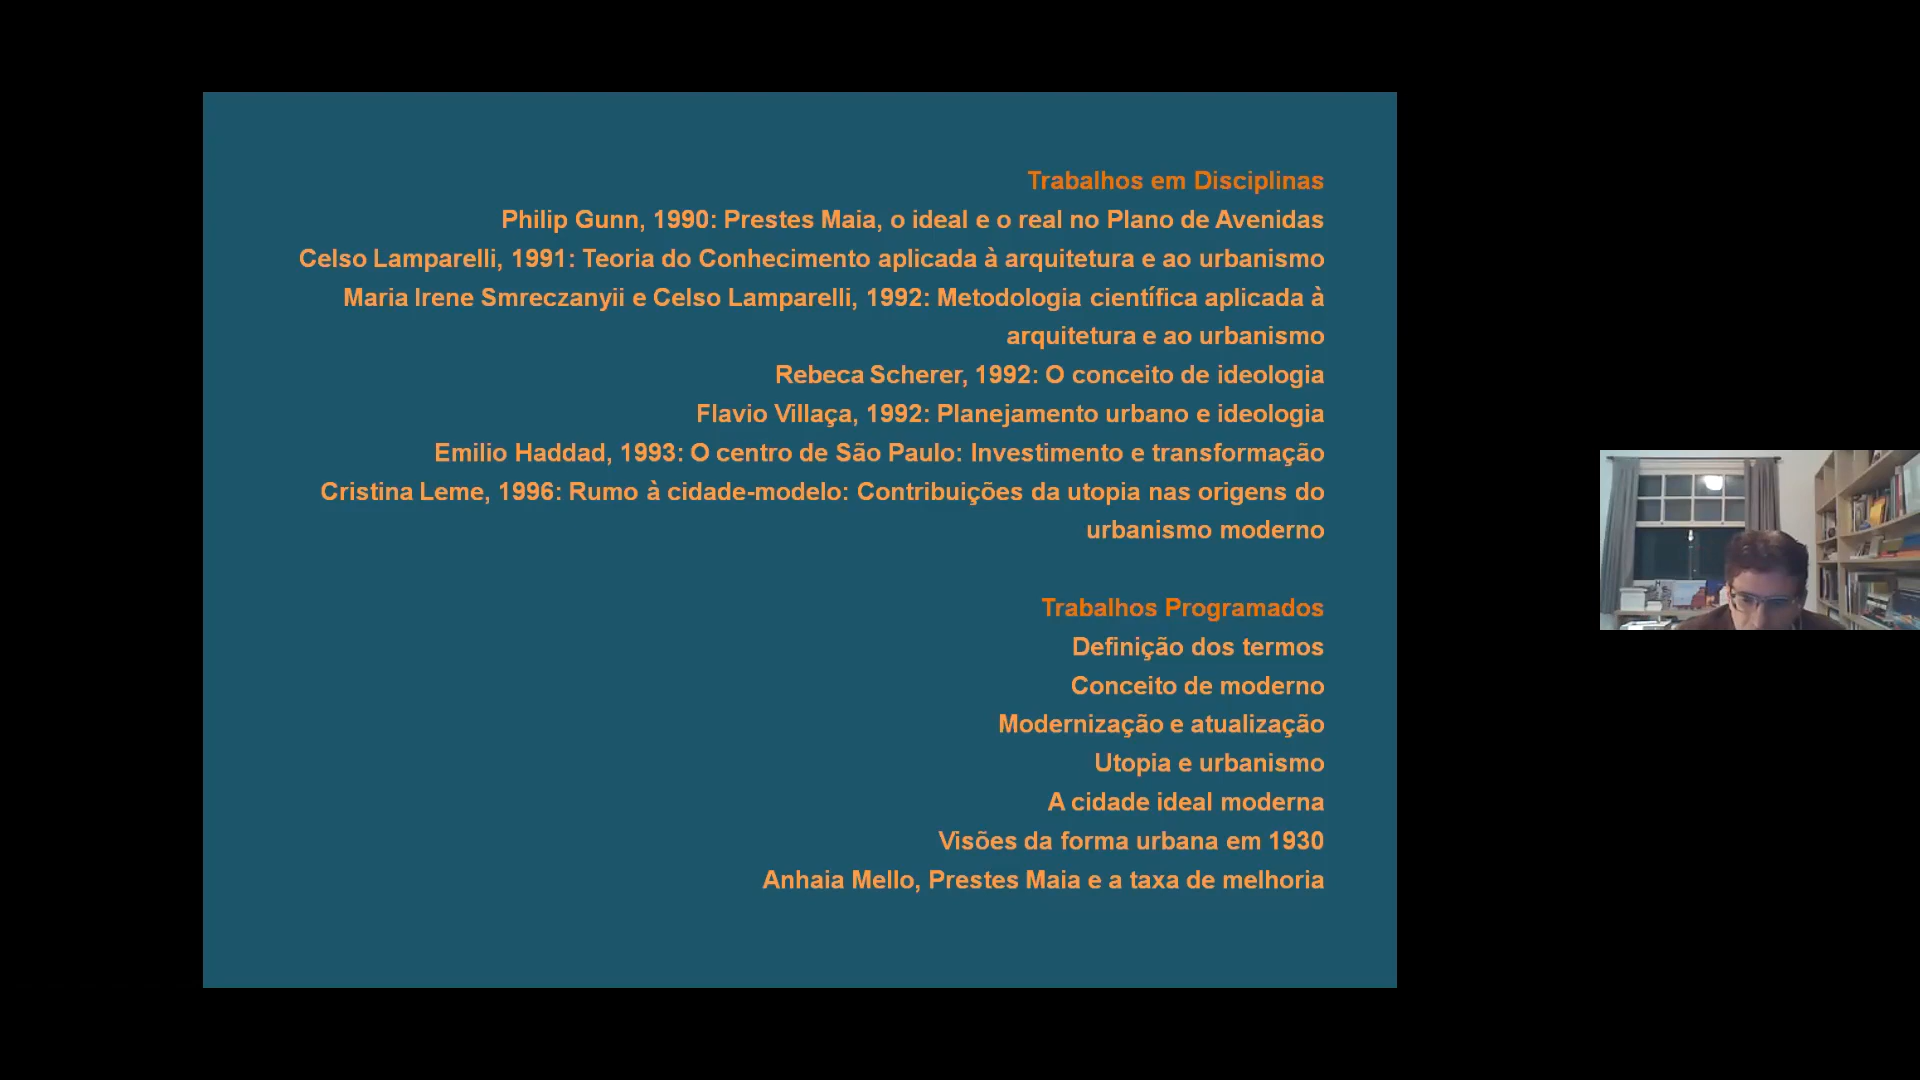 Trabalhos em Disciplinas
Philip Gunn, 1990: Prestes Maia, o ideal e o real no Plano de Avenidas
Celso Lamparelli, 1991: Teoria do Conhecimento aplicada à arquitetura e ao urbanismo
Maria Irene Smreczanyii e Celso Lamparelli, 1992: Metodologia científica aplicada à
arquitetura e ao urbanismo
Rebeca Scherer, 1992: O conceito de ideologia
Flavio Villaça, 1992: Planejamento urbano e ideologia
Emilio Haddad, 1993: O centro de São Paulo: Investimento e transformação
Cristina Leme, 1996: Rumo à cidade-modelo: Contribuições da utopia nas origens do
urbanismo moderno
Trabalhos Programados
Definição dos termos
Conceito de moderno
Modernização e atualização
Utopia e urbanismo
A cidade ideal moderna
Visões da forma urbana em 1930
Anhaia Mello, Prestes Maia e a taxa de melhoria